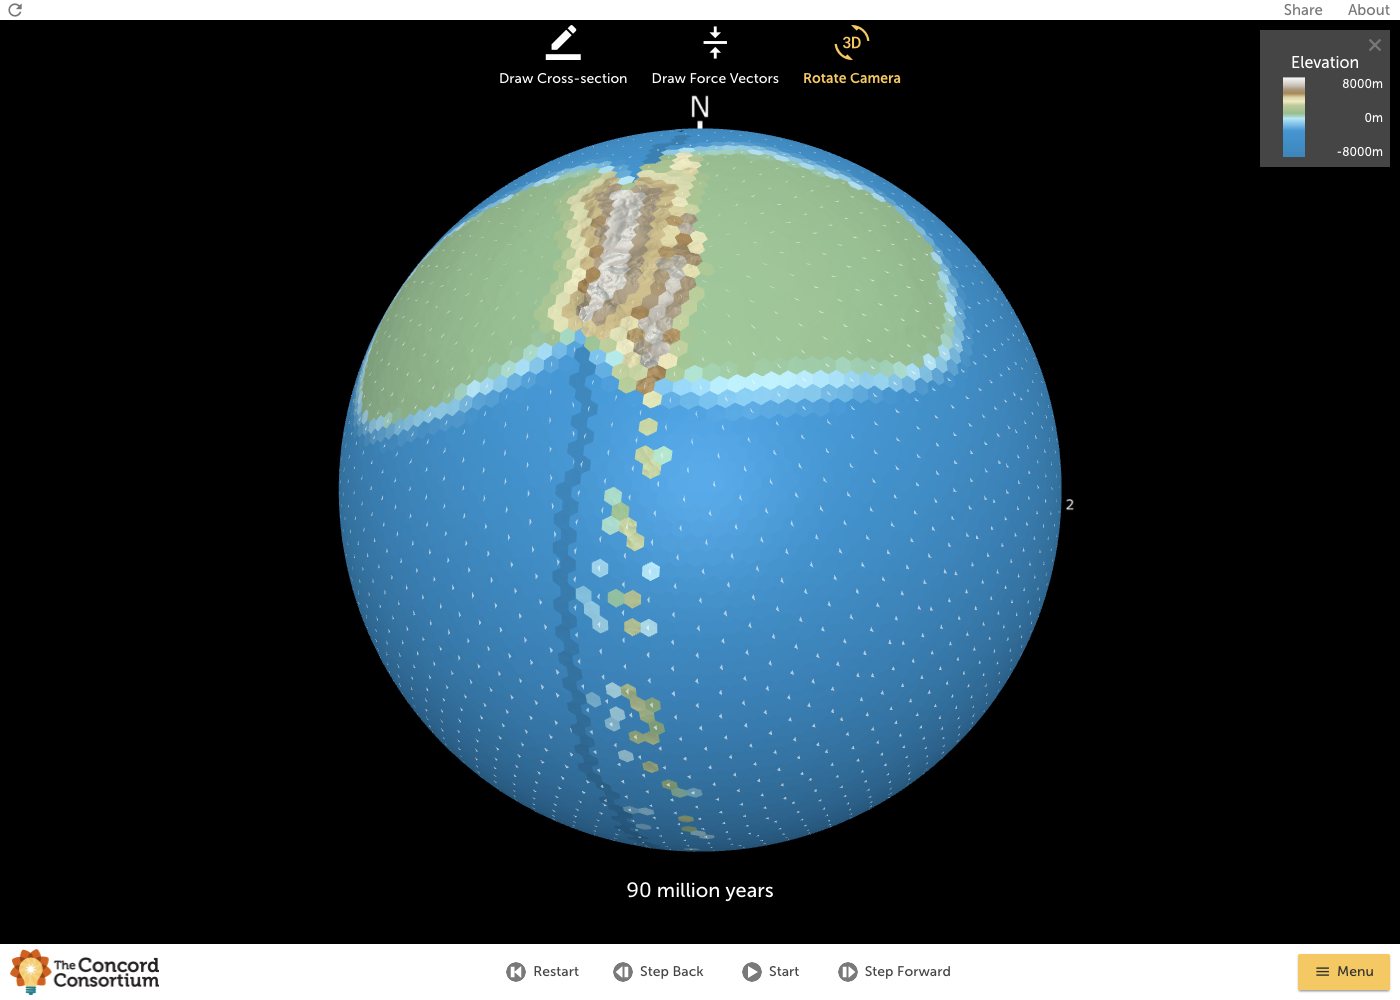 Share About
Draw Cross-section Draw Force Vectors 3D Rotate Camera
Elevation
8000m
0m
-8000m
N
2
90 million years
The Concord
Consortium
Restart Step Back Start Step Forward Menu